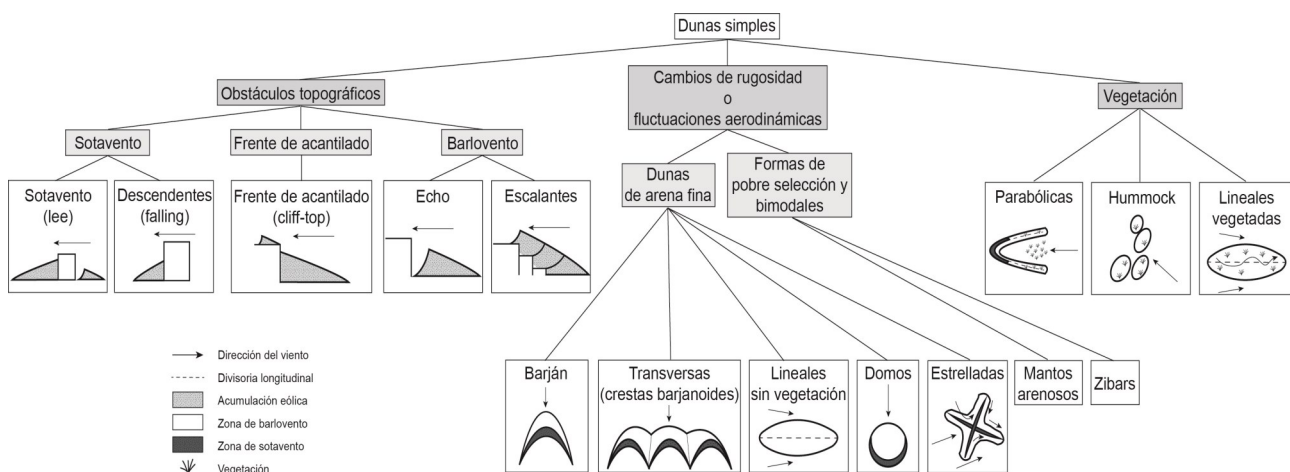 Dunas simples
Obstáculos topográficos
Cambios de rugosidad
o
fluctuaciones aerodinámicas
Vegetación
Sotavento
Frente de acantilado
Barlovento
Dunas
de arena fina
Formas de
pobre selección y
bimodales
Sotavento
(lee)
Descendentes
(falling)
Frente de acantilado
(cliff-top)
Echo
Escalantes
Parabólicas
Hummock
Lineales
vegetadas
Barján
Transversas
(crestas barjanoides)
Lineales
sin vegetación
Domos
Estrelladas
Mantos
arenosos
Zibars
Dirección del viento
Divisoria longitudinal
Acumulación eólica
Zona de barlovento
Zona de sotavento
Vegetación